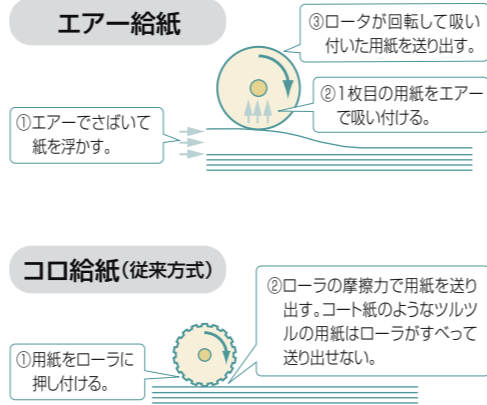 エアー給紙
③ロータが回転して吸い
付いた用紙を送り出す。
②1枚目の用紙をエアー
で吸い付ける。
①エアーでさばいて
紙を浮かす。
コロ給紙(従来方式)
②ローラの摩擦力で用紙を送り
出す。コート紙のようなツルツ
ルの用紙はローラがすべって
送り出せない。
①用紙をローラに
押し付ける。